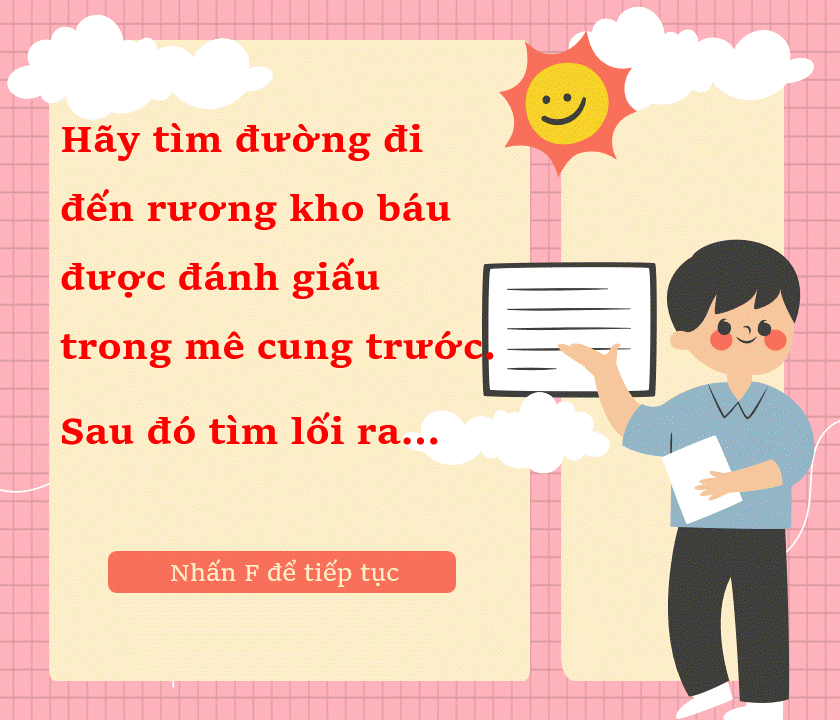 Hãy tìm đường đi
đến rương kho báu
được đánh giấu
trong mê cung trước.
Sau đó tìm lối ra...
Nhấn F để tiếp tục